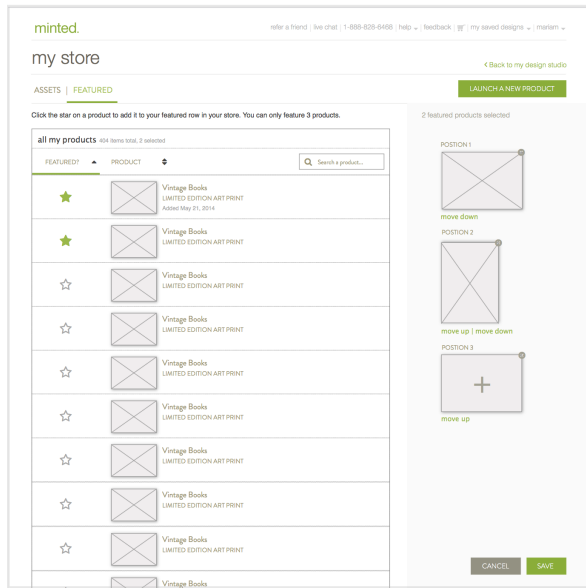 minted.
refer a friend | live chat | 1-888-828-6468 | help | feedback | my saved designs | mariam
my store
< Back to my design studio
ASSETS | FEATURED
LAUNCH A NEW PRODUCT
Click the star on a product to add it to your featured row in your store. You can only feature 3 products.
2 featured products selected
all my products 404 items total, 2 selected
FEATURED? PRODUCT Search a product...
Vintage Books
LIMITED EDITION ART PRINT
Added May 21, 2014
Vintage Books
LIMITED EDITION ART PRINT
Vintage Books
LIMITED EDITION ART PRINT
Vintage Books
LIMITED EDITION ART PRINT
Vintage Books
LIMITED EDITION ART PRINT
Vintage Books
LIMITED EDITION ART PRINT
Vintage Books
LIMITED EDITION ART PRINT
Vintage Books
LIMITED EDITION ART PRINT
Vintage Books
LIMITED EDITION ART PRINT
Vintage Books
POSTION 1
move down
POSTION 2
move up | move down
POSTION 3
move up
CANCEL
SAVE